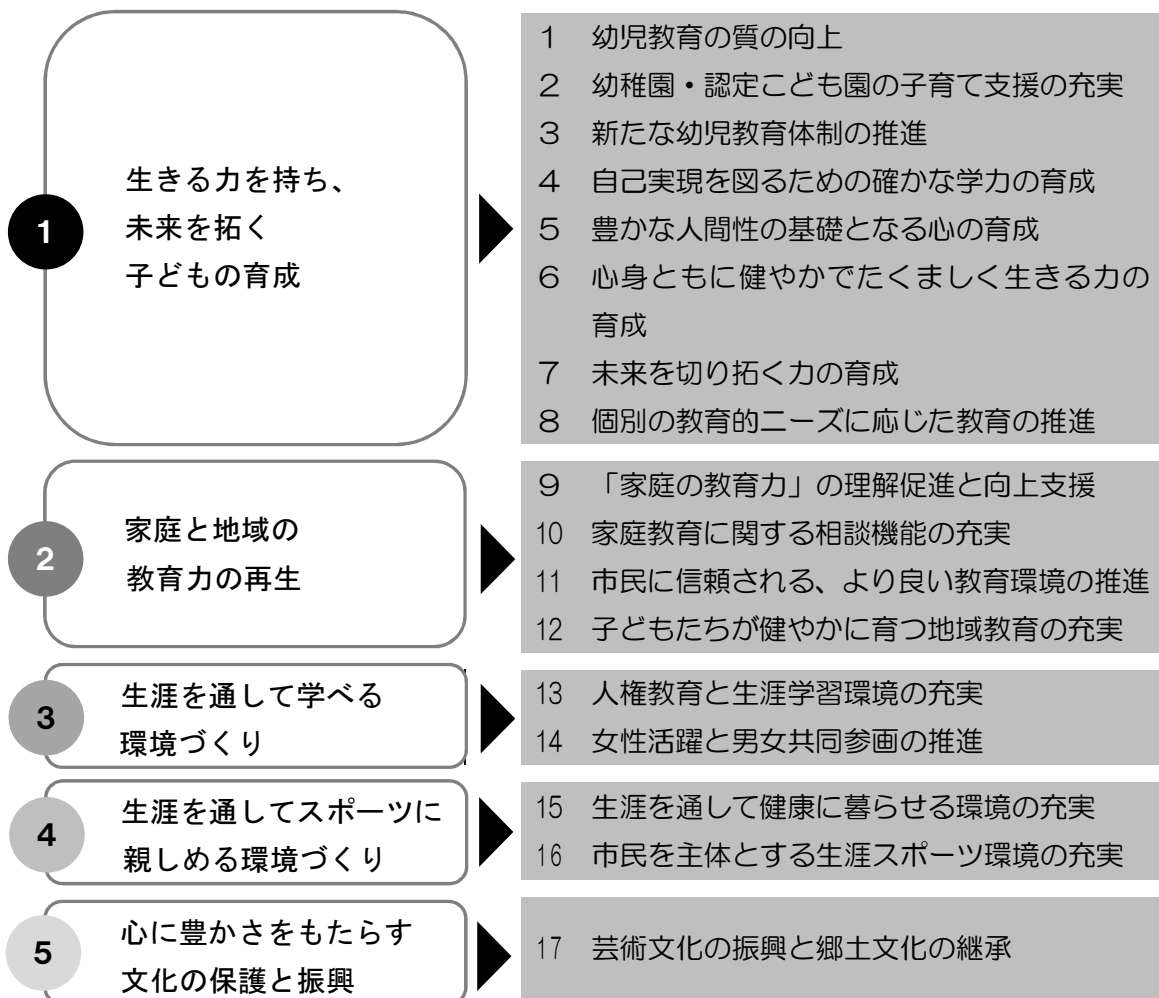 1
生きる力を持ち、
未来を拓く
子どもの育成
１　幼児教育の質の向上
２　幼稚園・認定こども園の子育て支援の充実
３　新たな幼児教育体制の推進
４　自己実現を図るための確かな学力の育成
５　豊かな人間性の基礎となる心の育成
６　心身ともに健やかでたくましく生きる力の
育成
７　未来を切り拓く力の育成
８　個別の教育的ニーズに応じた教育の推進
2
家庭と地域の
教育力の再生
９　「家庭の教育力」の理解促進と向上支援
10　家庭教育に関する相談機能の充実
11　市民に信頼される、より良い教育環境の推進
12　子どもたちが健やかに育つ地域教育の充実
3
生涯を通して学べる
環境づくり
13　人権教育と生涯学習環境の充実
14　女性活躍と男女共同参画の推進
4
生涯を通してスポーツに
親しめる環境づくり
15　生涯を通して健康に暮らせる環境の充実
16　市民を主体とする生涯スポーツ環境の充実
5
心に豊かさをもたらす
文化の保護と振興
17　芸術文化の振興と郷土文化の継承